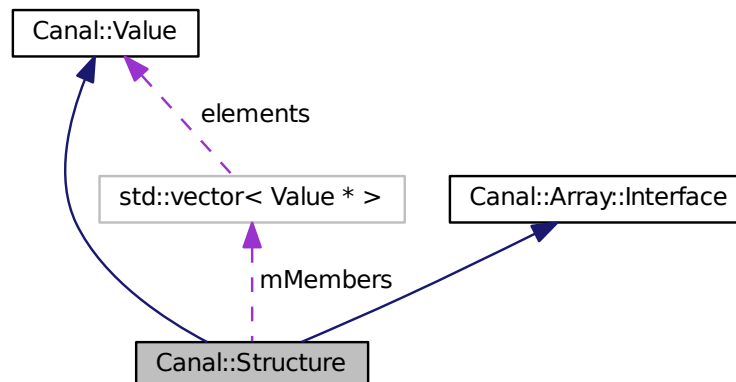 Canal::Value
elements
std::vector< Value * >
Canal::Array::Interface
mMembers
Canal::Structure